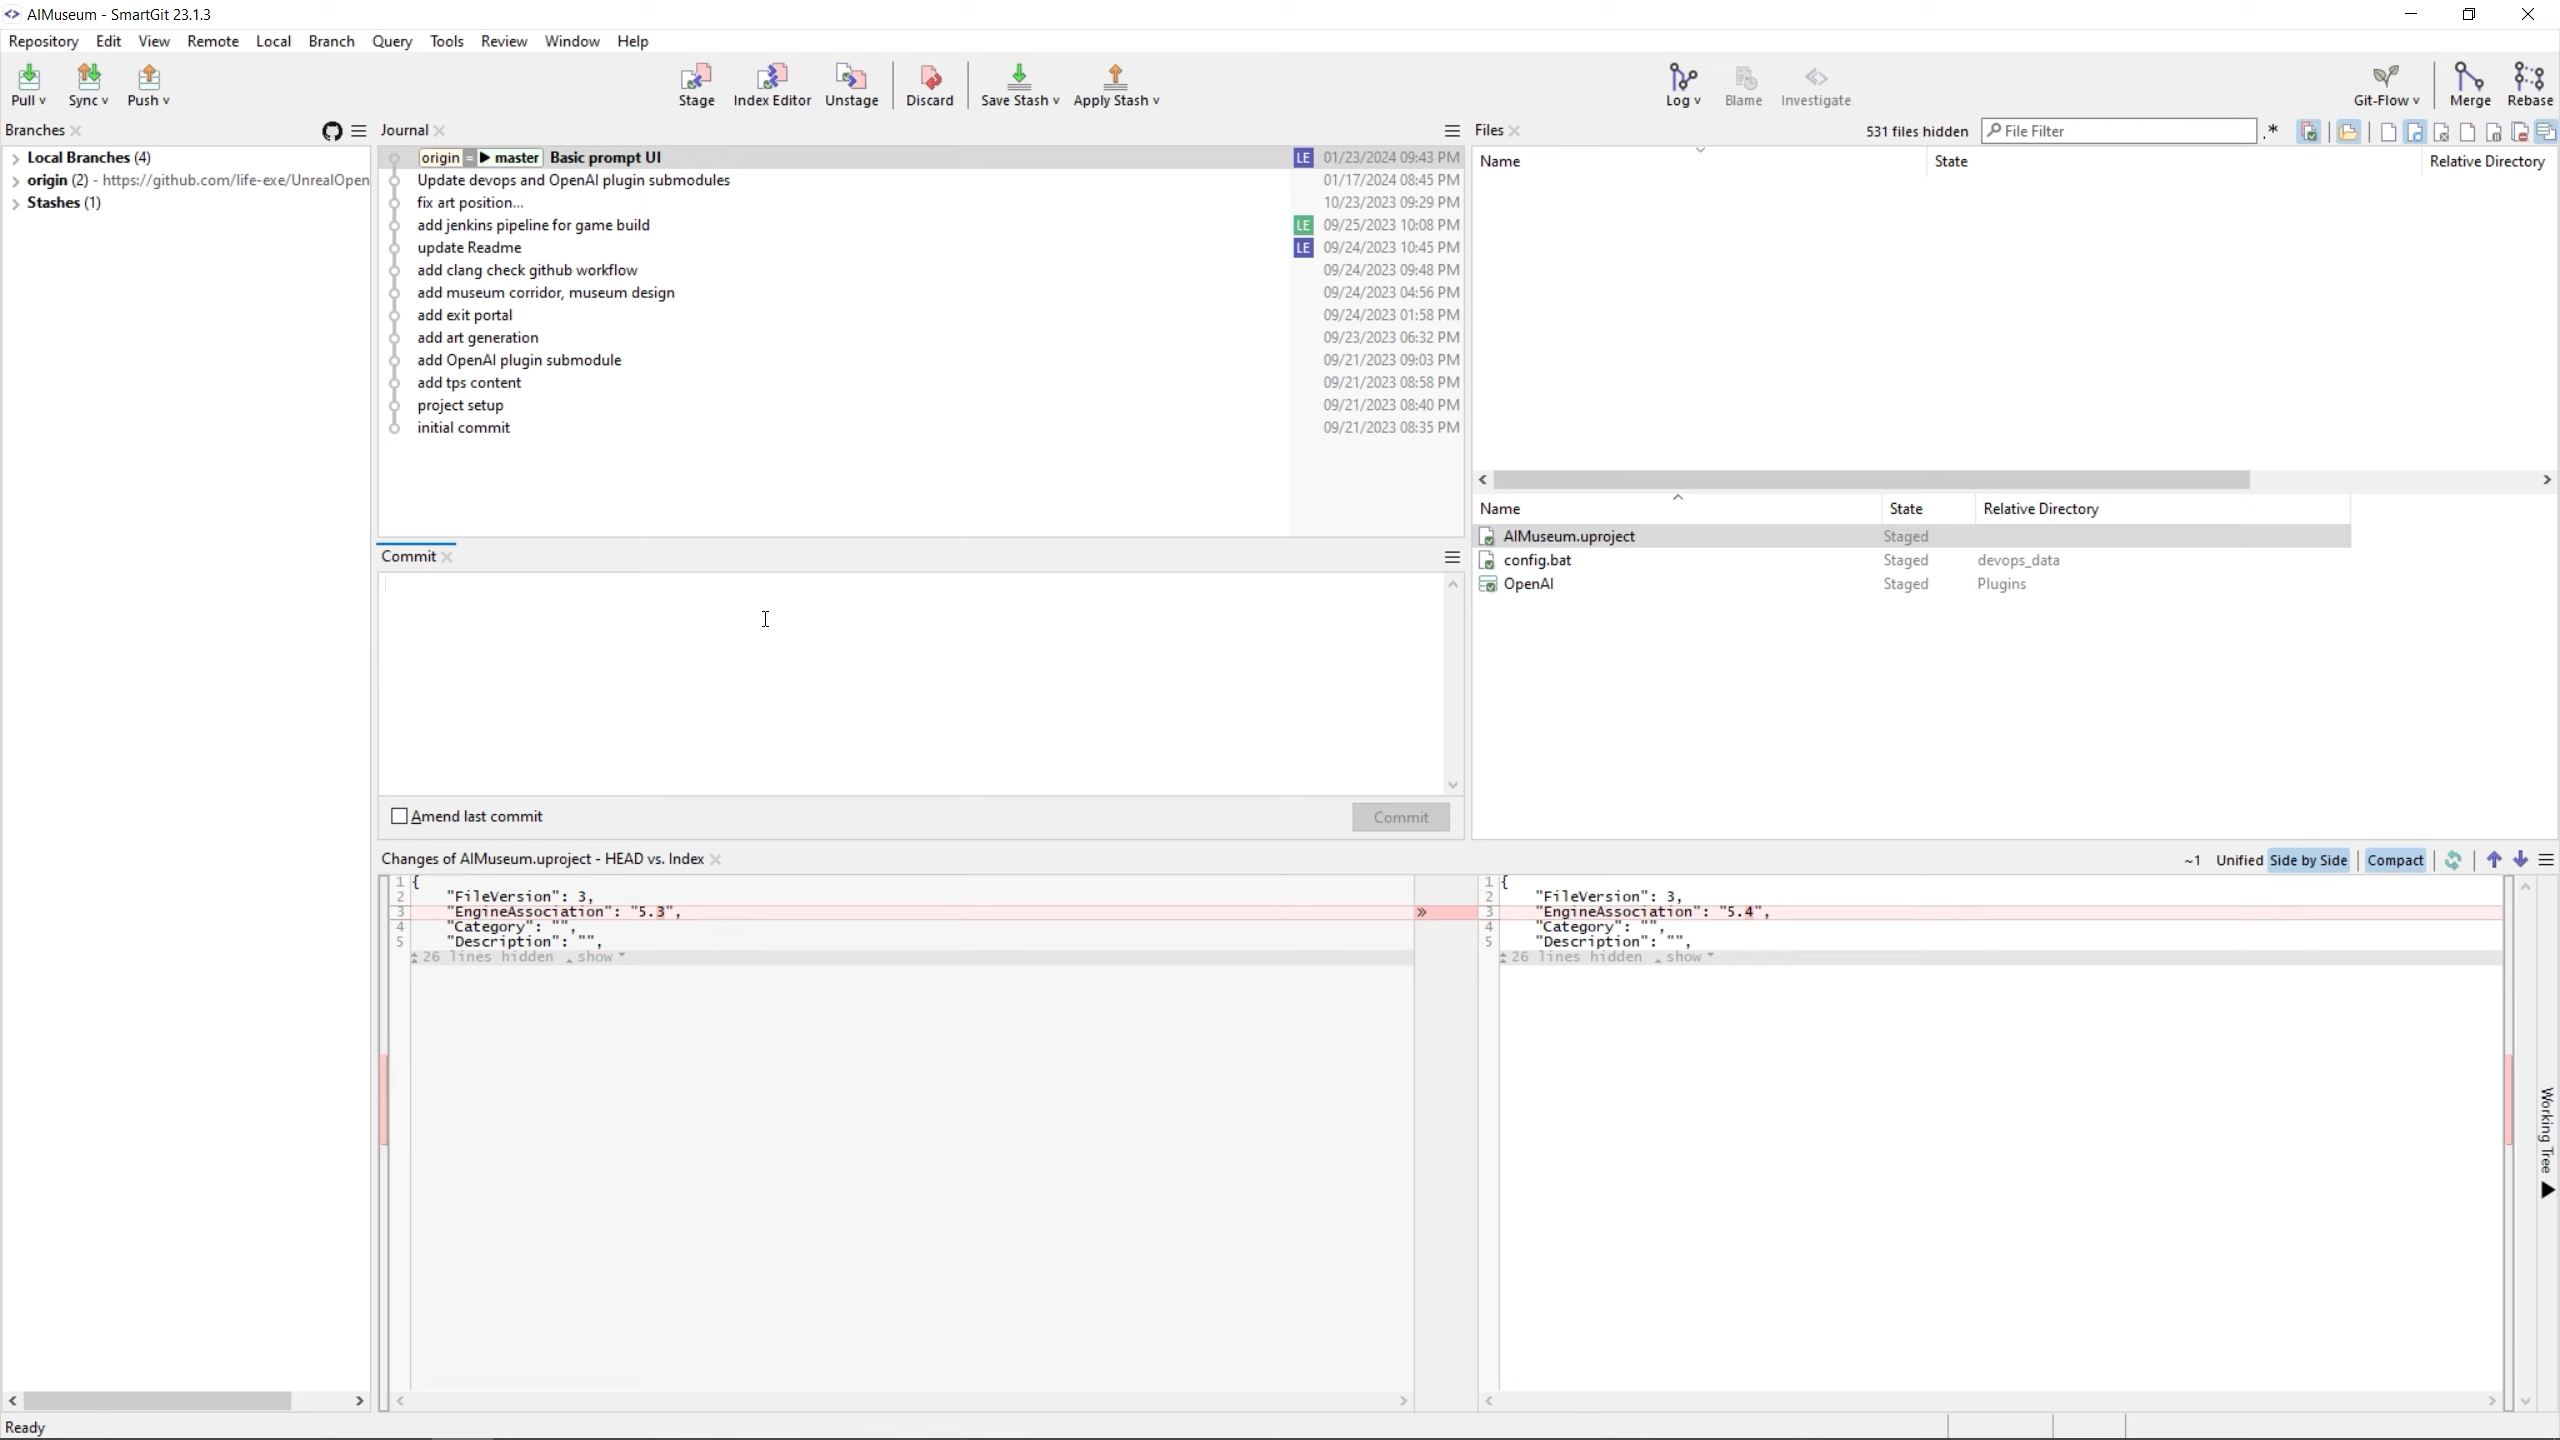 AIMuseum - SmartGit 23.1.3
Repository Edit View Remote Local Branch Query Tools Review Window Help
Pull Sync Push Stage Index Editor Unstage Discard Save Stash Apply Stash Log Blame Investigate Git-Flow Merge Rebase
Branches
Local Branches (4)
origin (2) - https://github.com/life-exe/UnrealOpen
Stashes (1)
Journal
origin = master Basic prompt UI LE 01/23/2024 09:43 PM
Update devops and OpenAI plugin submodules 01/17/2024 08:45 PM
fix art position... 10/23/2023 09:29 PM
add jenkins pipeline for game build LE 09/25/2023 10:08 PM
update Readme LE 09/24/2023 10:45 PM
add clang check github workflow 09/24/2023 09:48 PM
add museum corridor, museum design 09/24/2023 04:56 PM
add exit portal 09/24/2023 01:58 PM
add art generation 09/23/2023 06:32 PM
add OpenAI plugin submodule 09/21/2023 09:03 PM
add tps content 09/21/2023 08:58 PM
project setup 09/21/2023 08:40 PM
initial commit 09/21/2023 08:35 PM
Files 531 files hidden File Filter .*
Name State Relative Directory
Name State Relative Directory
AIMuseum.uproject Staged
config.bat Staged devops_data
OpenAI Staged Plugins
Commit
Amend last commit Commit
Changes of AIMuseum.uproject - HEAD vs. Index ~1 Unified Side by Side Compact
1 {
2 "FileVersion": 3,
3 "EngineAssociation": "5.3",
4 "Category": "",
5 "Description": "",
26 lines hidden show
1 {
2 "FileVersion": 3,
3 "EngineAssociation": "5.4",
4 "Category": "",
5 "Description": "",
26 lines hidden show
Working Tree
Ready